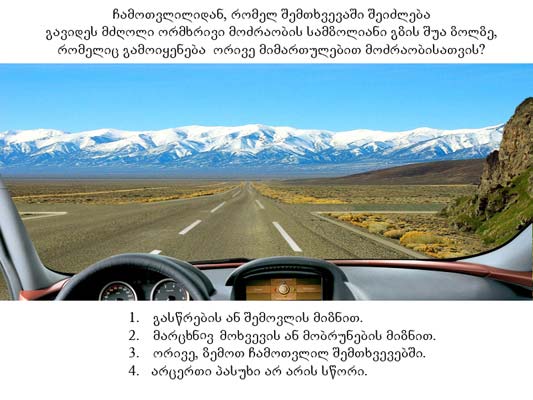 ჩამოთვლილიდან, რომელ შემთხვევაში შეიძლება
გავიდეს მძღოლი ორმხრივი მოძრაობის სამზოლიანი გზის შუა ზოლზე,
რომელიც გამოიყენება ორივე მიმართულებით მოძრაობისათვის?
1. გასწრების ან შემოვლის მიზნით.
2. მარცხნივ მოხვევის ან მობრუნების მიზნით.
3. ორივე, ზემოთ ჩამოთვლილ შემთხვევებში.
4. არცერთი პასუხი არ არის სწორი.